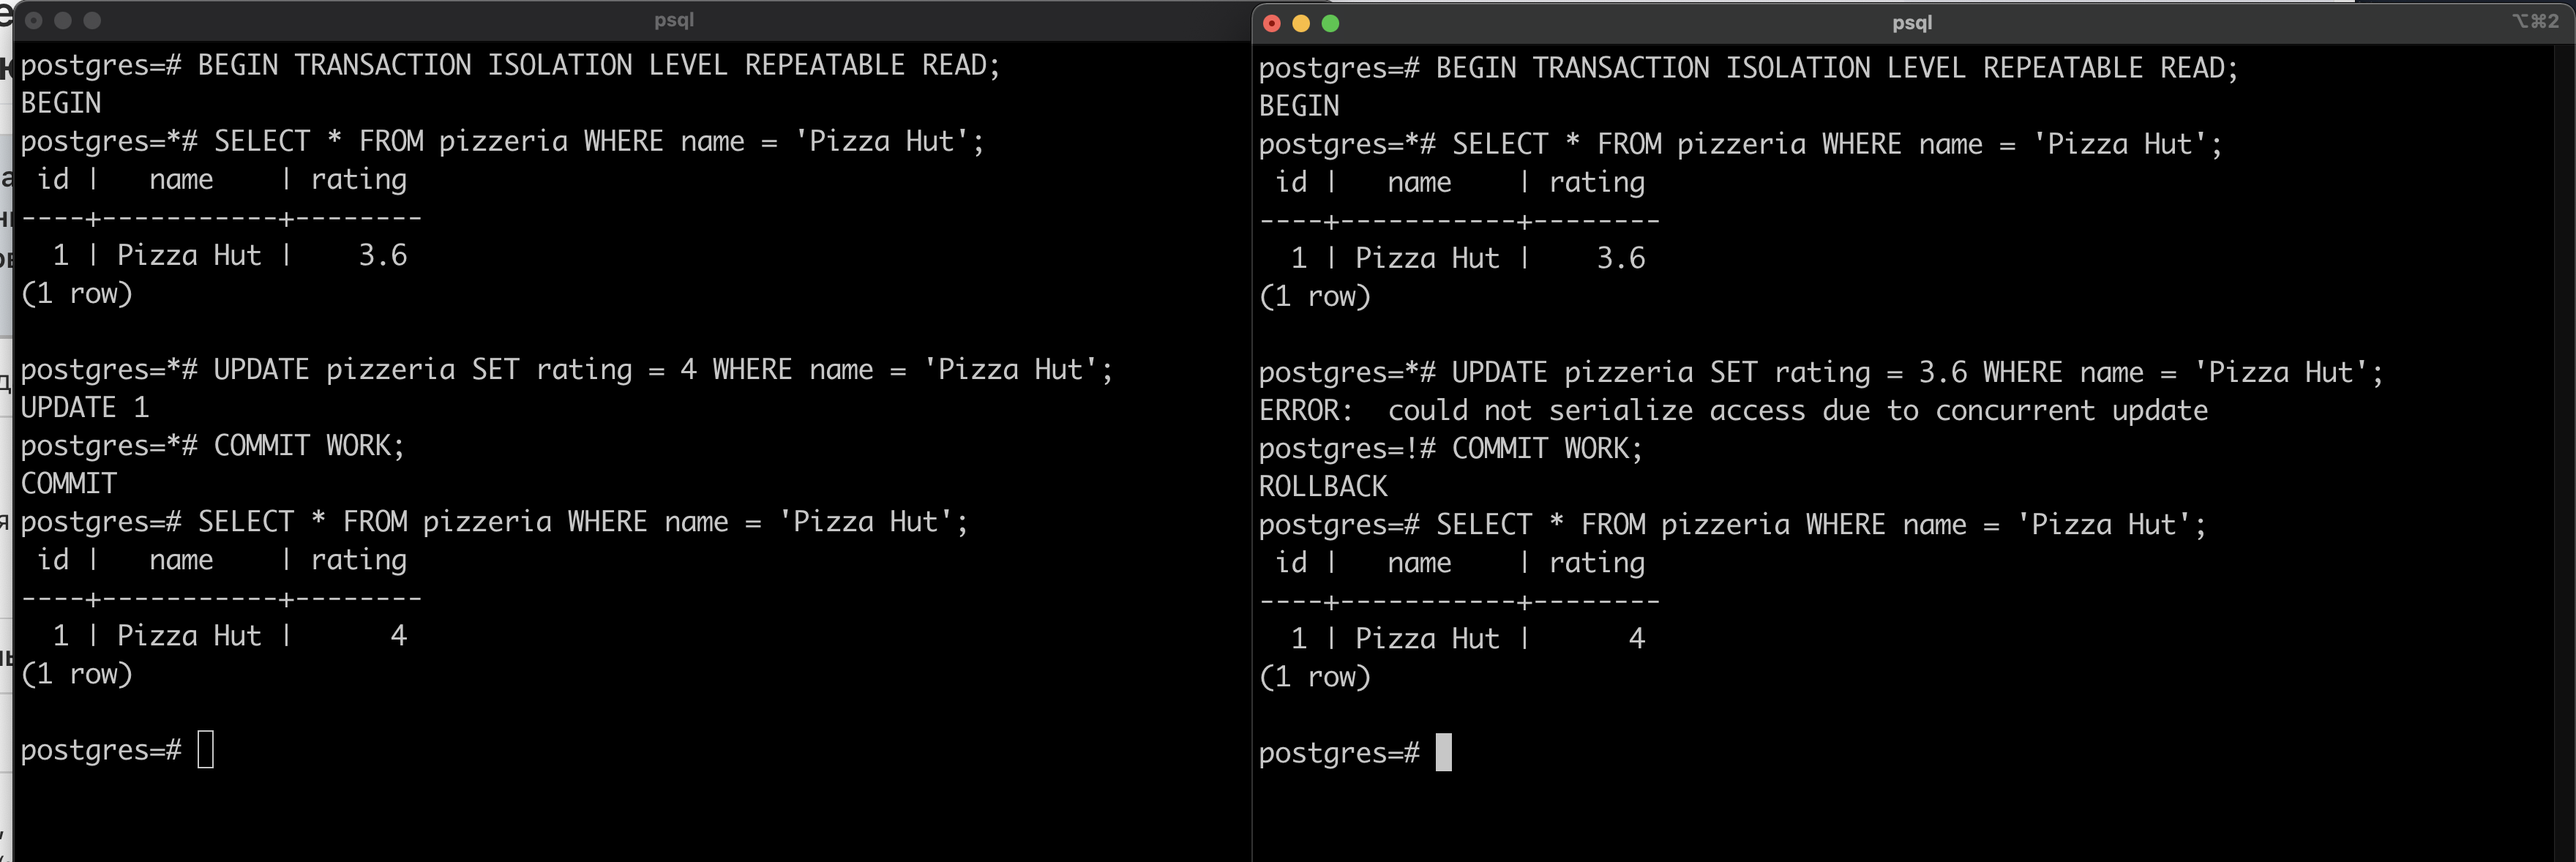 psql
postgres=# BEGIN TRANSACTION ISOLATION LEVEL REPEATABLE READ;
BEGIN
postgres=*# SELECT * FROM pizzeria WHERE name = 'Pizza Hut';
 id |   name    | rating
----+-----------+--------
  1 | Pizza Hut |    3.6
(1 row)
postgres=*# UPDATE pizzeria SET rating = 4 WHERE name = 'Pizza Hut';
UPDATE 1
postgres=*# COMMIT WORK;
COMMIT
postgres=# SELECT * FROM pizzeria WHERE name = 'Pizza Hut';
 id |   name    | rating
----+-----------+--------
  1 | Pizza Hut |      4
(1 row)
postgres=#
psql
⌥⌘2
postgres=# BEGIN TRANSACTION ISOLATION LEVEL REPEATABLE READ;
BEGIN
postgres=*# SELECT * FROM pizzeria WHERE name = 'Pizza Hut';
 id |   name    | rating
----+-----------+--------
  1 | Pizza Hut |    3.6
(1 row)
postgres=*# UPDATE pizzeria SET rating = 3.6 WHERE name = 'Pizza Hut';
ERROR:  could not serialize access due to concurrent update
postgres=!# COMMIT WORK;
ROLLBACK
postgres=# SELECT * FROM pizzeria WHERE name = 'Pizza Hut';
 id |   name    | rating
----+-----------+--------
  1 | Pizza Hut |      4
(1 row)
postgres=#